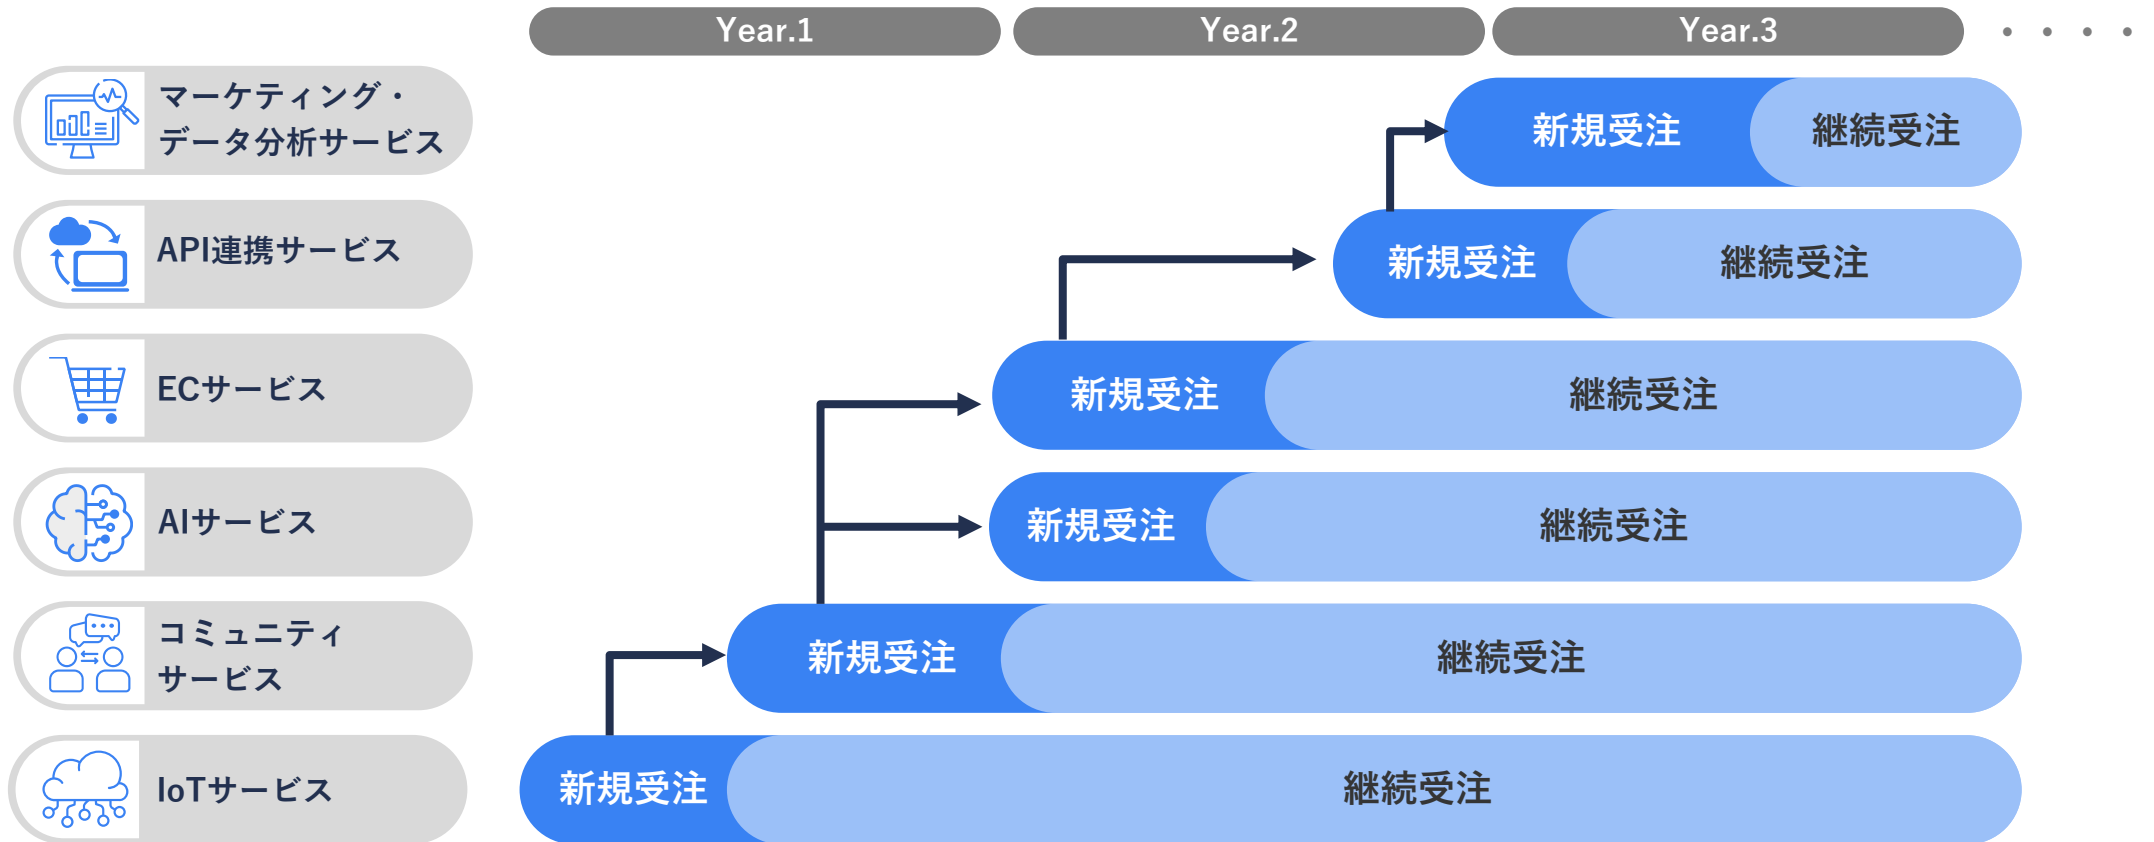 Year.1
Year.2
Year.3
・・・・
マーケティング・
データ分析サービス
新規受注
継続受注
API連携サービス
新規受注
継続受注
ECサービス
新規受注
継続受注
AIサービス
新規受注
継続受注
コミュニティ
サービス
新規受注
継続受注
IoTサービス
新規受注
継続受注